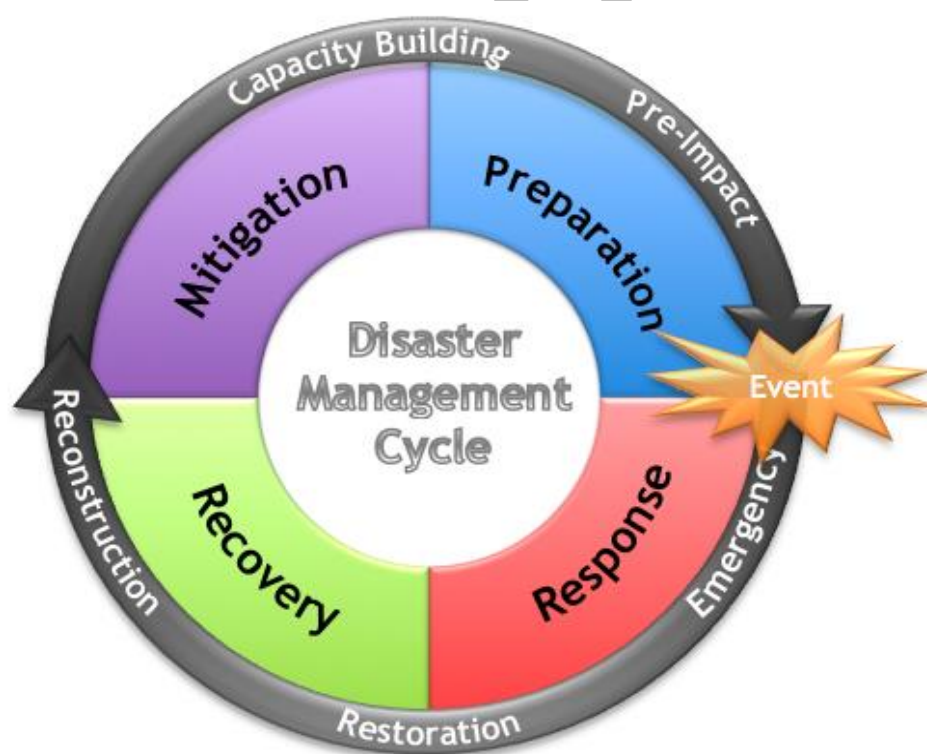 Capacity Building
Pre-Impact
Mitigation
Preparation
Disaster
Management
Cycle
Event
Reconstruction
Recovery
Response
Emergency
Restoration